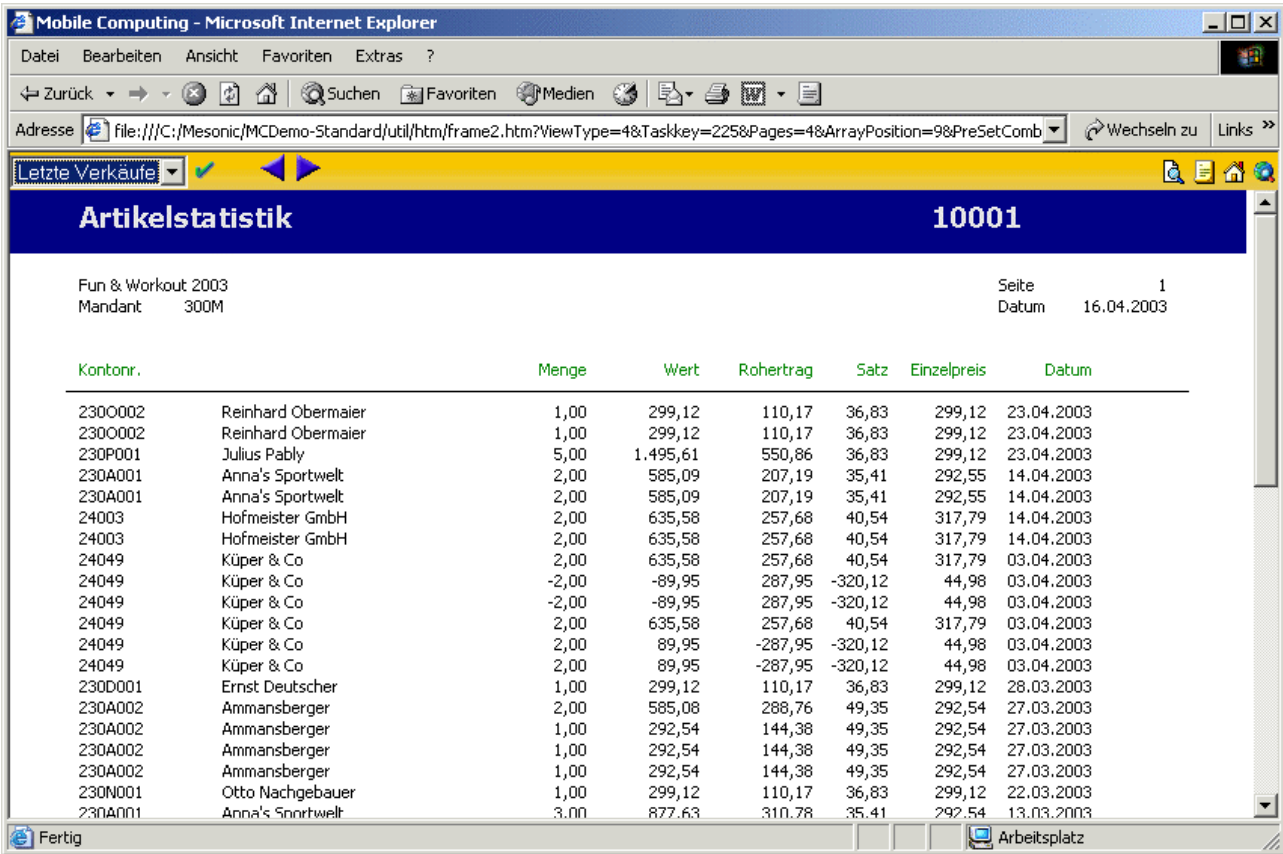 Mobile Computing - Microsoft Internet Explorer
Datei Bearbeiten Ansicht Favoriten Extras ?
Zurück Suchen Favoriten Medien
Adresse file:///C:/Mesonic/MCDemo-Standard/util/htm/frame2.htm?ViewType=4&Taskkey=225&Pages=4&ArrayPosition=9&PreSetComb Wechseln zu Links »
Letzte Verkäufe
Artikelstatistik 10001
Fun & Workout 2003 Seite 1
Mandant 300M Datum 16.04.2003
Kontonr. Menge Wert Rohertrag Satz Einzelpreis Datum
230O002 Reinhard Obermaier 1,00 299,12 110,17 36,83 299,12 23.04.2003
230O002 Reinhard Obermaier 1,00 299,12 110,17 36,83 299,12 23.04.2003
230P001 Julius Pably 5,00 1.495,61 550,86 36,83 299,12 23.04.2003
230A001 Anna's Sportwelt 2,00 585,09 207,19 35,41 292,55 14.04.2003
230A001 Anna's Sportwelt 2,00 585,09 207,19 35,41 292,55 14.04.2003
24003 Hofmeister GmbH 2,00 635,58 257,68 40,54 317,79 14.04.2003
24003 Hofmeister GmbH 2,00 635,58 257,68 40,54 317,79 14.04.2003
24049 Küper & Co 2,00 635,58 257,68 40,54 317,79 03.04.2003
24049 Küper & Co -2,00 -89,95 287,95 -320,12 44,98 03.04.2003
24049 Küper & Co -2,00 -89,95 287,95 -320,12 44,98 03.04.2003
24049 Küper & Co 2,00 635,58 257,68 40,54 317,79 03.04.2003
24049 Küper & Co 2,00 89,95 -287,95 -320,12 44,98 03.04.2003
24049 Küper & Co 2,00 89,95 -287,95 -320,12 44,98 03.04.2003
230D001 Ernst Deutscher 1,00 299,12 110,17 36,83 299,12 28.03.2003
230A002 Ammansberger 2,00 585,08 288,76 49,35 292,54 27.03.2003
230A002 Ammansberger 1,00 292,54 144,38 49,35 292,54 27.03.2003
230A002 Ammansberger 1,00 292,54 144,38 49,35 292,54 27.03.2003
230A002 Ammansberger 1,00 292,54 144,38 49,35 292,54 27.03.2003
230N001 Otto Nachgebauer 1,00 299,12 110,17 36,83 299,12 22.03.2003
230A001 Anna's Sportwelt 3,00 877,63 310,78 35,41 292,54 13.03.2003
Fertig Arbeitsplatz